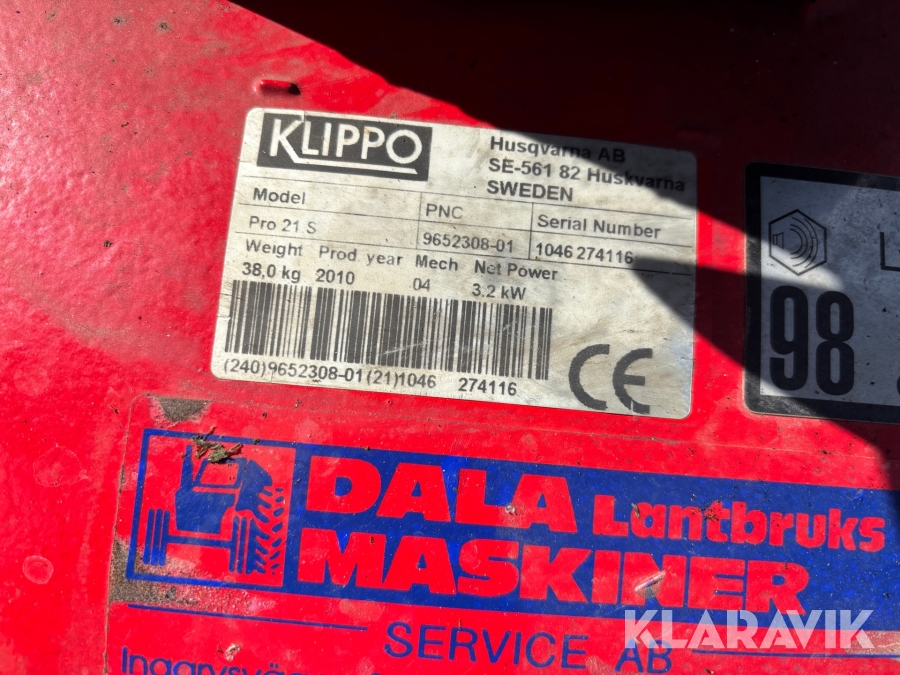 KLIPPO
Husqvarna AB
SE-561 82 Huskvarna
SWEDEN
Model
PNC
Serial Number
Pro 21 S
9652308-01
1046 274116
Weight Prod. year Mech Net Power
38,0 kg 2010 04 3.2 kW
(240)9652308-01(21)1046 274116
CE
98
DALA Lantbruks
MASKINER
SERVICE AB
KLARAVIK